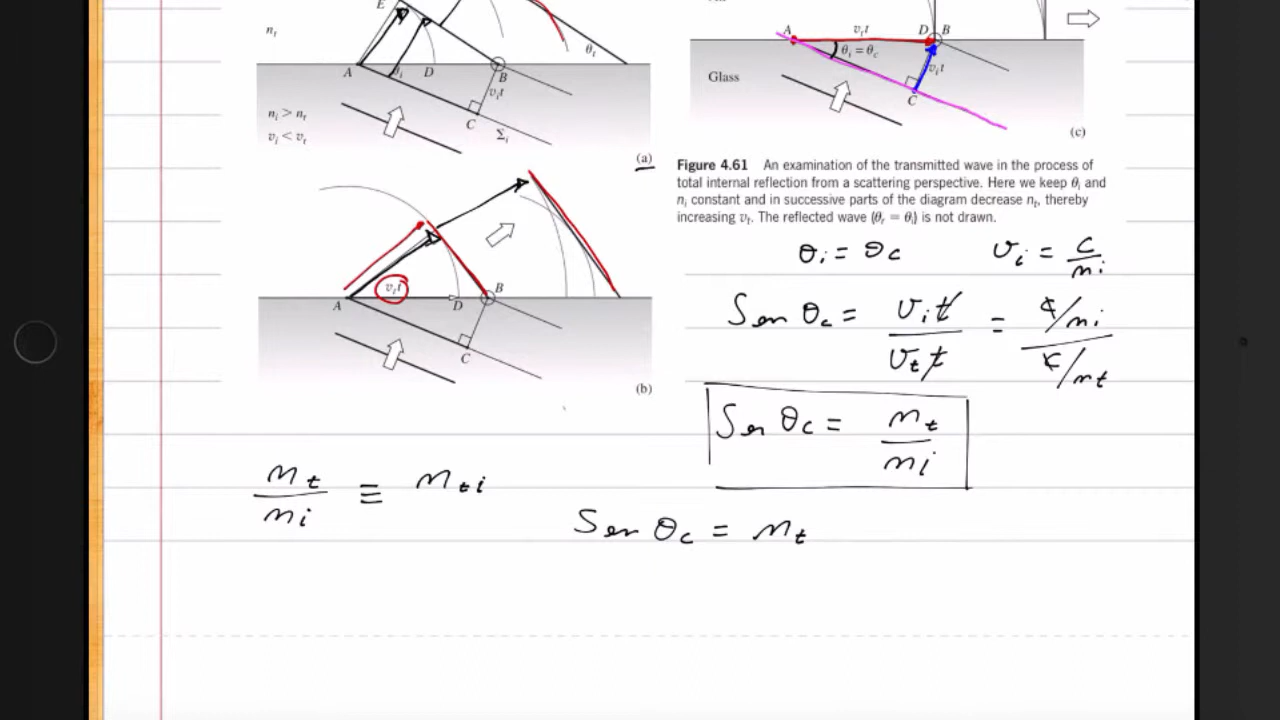 E
n_t
θ_t
A
θ_i
D
B
v_i t
C
Σ_i
n_i > n_t
v_i < v_t
(a)
v_t t
A
D
B
C
(b)
A
v_t t
D
B
θ_i = θ_c
v_i t
Glass
C
(c)
Figure 4.61 An examination of the transmitted wave in the process of
total internal reflection from a scattering perspective. Here we keep θ_i and
n_i constant and in successive parts of the diagram decrease n_t, thereby
increasing v_t. The reflected wave (θ_r = θ_i) is not drawn.
θ_i = θ_c v_i = c/n_i
Sen θ_c = v_i t / v_t t = c/n_i / c/n_t
Sen θ_c = n_t / n_i
n_t / n_i ≡ n_ti
Sen θ_c = n_t